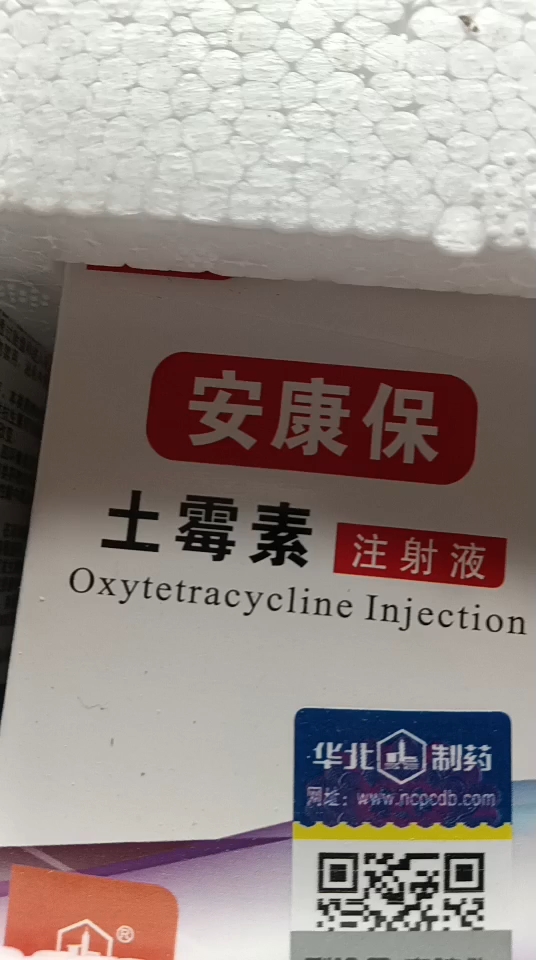 安康保
土霉素 注射液
Oxytetracycline Injection
华北 制药
网址：www.ncpcdb.com
®